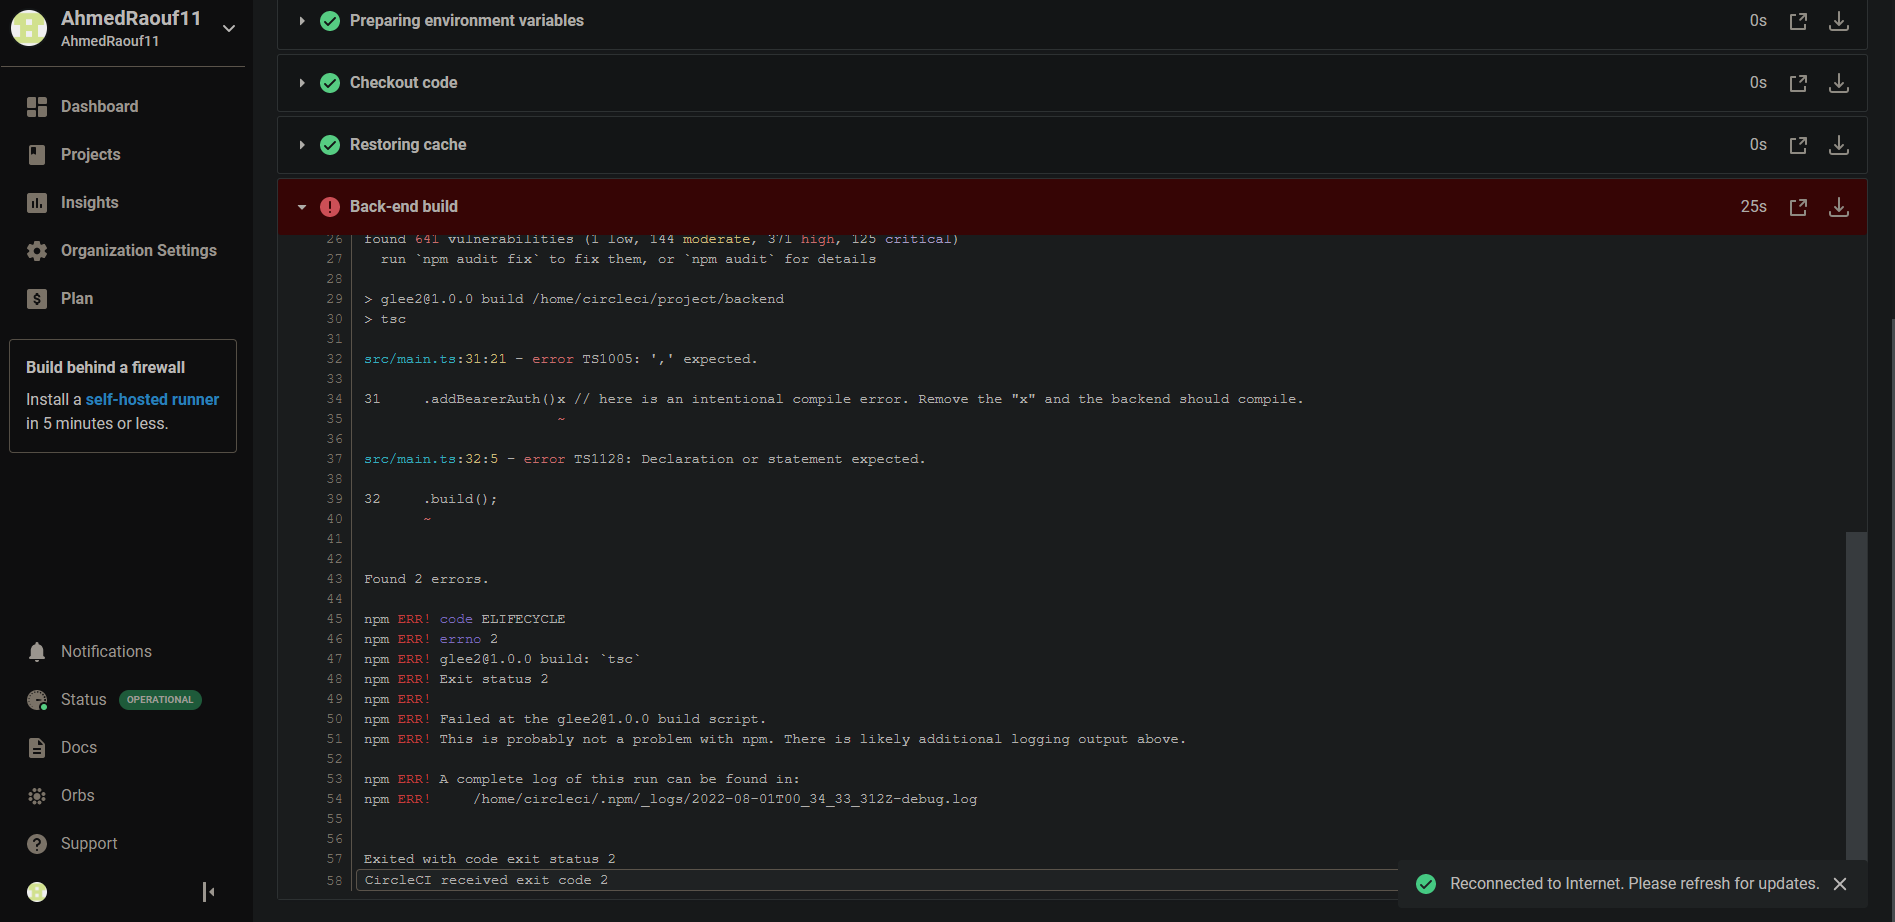 AhmedRaouf11
AhmedRaouf11
Dashboard
Projects
Insights
Organization Settings
Plan
Build behind a firewall
Install a self-hosted runner
in 5 minutes or less.
Notifications
Status OPERATIONAL
Docs
Orbs
Support
Preparing environment variables 0s
Checkout code 0s
Restoring cache 0s
Back-end build 25s
26 found 641 vulnerabilities (1 low, 144 moderate, 371 high, 125 critical)
27 run `npm audit fix` to fix them, or `npm audit` for details
28
29 > glee2@1.0.0 build /home/circleci/project/backend
30 > tsc
31
32 src/main.ts:31:21 - error TS1005: ',' expected.
33
34 31 .addBearerAuth()x // here is an intentional compile error. Remove the "x" and the backend should compile.
35 ~
36
37 src/main.ts:32:5 - error TS1128: Declaration or statement expected.
38
39 32 .build();
40 ~
41
42
43 Found 2 errors.
44
45 npm ERR! code ELIFECYCLE
46 npm ERR! errno 2
47 npm ERR! glee2@1.0.0 build: `tsc`
48 npm ERR! Exit status 2
49 npm ERR!
50 npm ERR! Failed at the glee2@1.0.0 build script.
51 npm ERR! This is probably not a problem with npm. There is likely additional logging output above.
52
53 npm ERR! A complete log of this run can be found in:
54 npm ERR! /home/circleci/.npm/_logs/2022-08-01T00_34_33_312Z-debug.log
55
56
57 Exited with code exit status 2
58 CircleCI received exit code 2
Reconnected to Internet. Please refresh for updates.